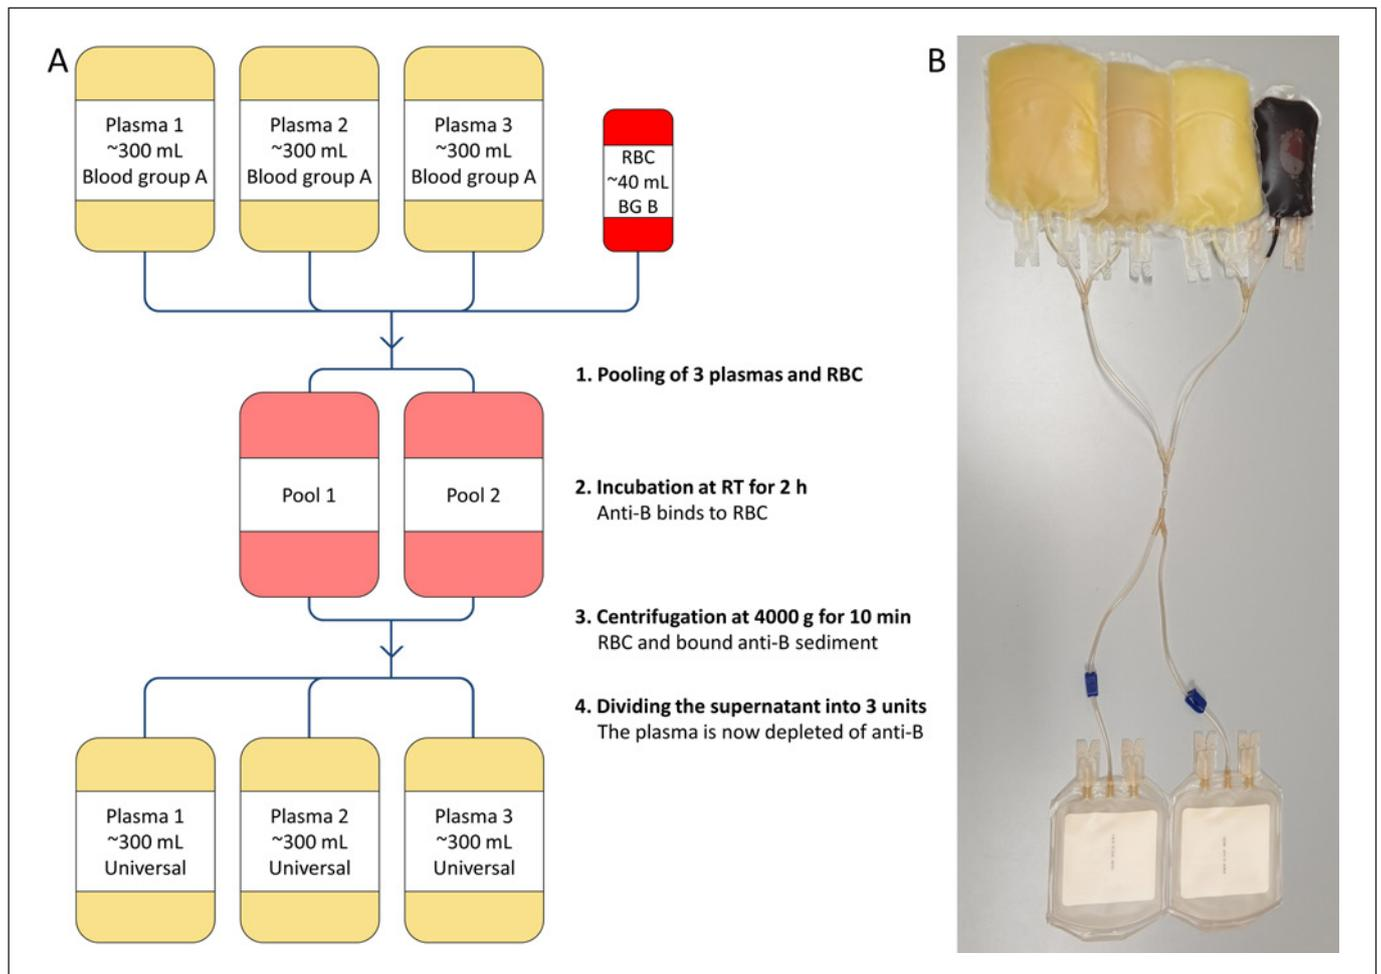 A
Plasma 1
~300 mL
Blood group A
Plasma 2
~300 mL
Blood group A
Plasma 3
~300 mL
Blood group A
RBC
~40 mL
BG B
1. Pooling of 3 plasmas and RBC
Pool 1
Pool 2
2. Incubation at RT for 2 h
Anti-B binds to RBC
3. Centrifugation at 4000 g for 10 min
RBC and bound anti-B sediment
4. Dividing the supernatant into 3 units
The plasma is now depleted of anti-B
Plasma 1
~300 mL
Universal
Plasma 2
~300 mL
Universal
Plasma 3
~300 mL
Universal
B